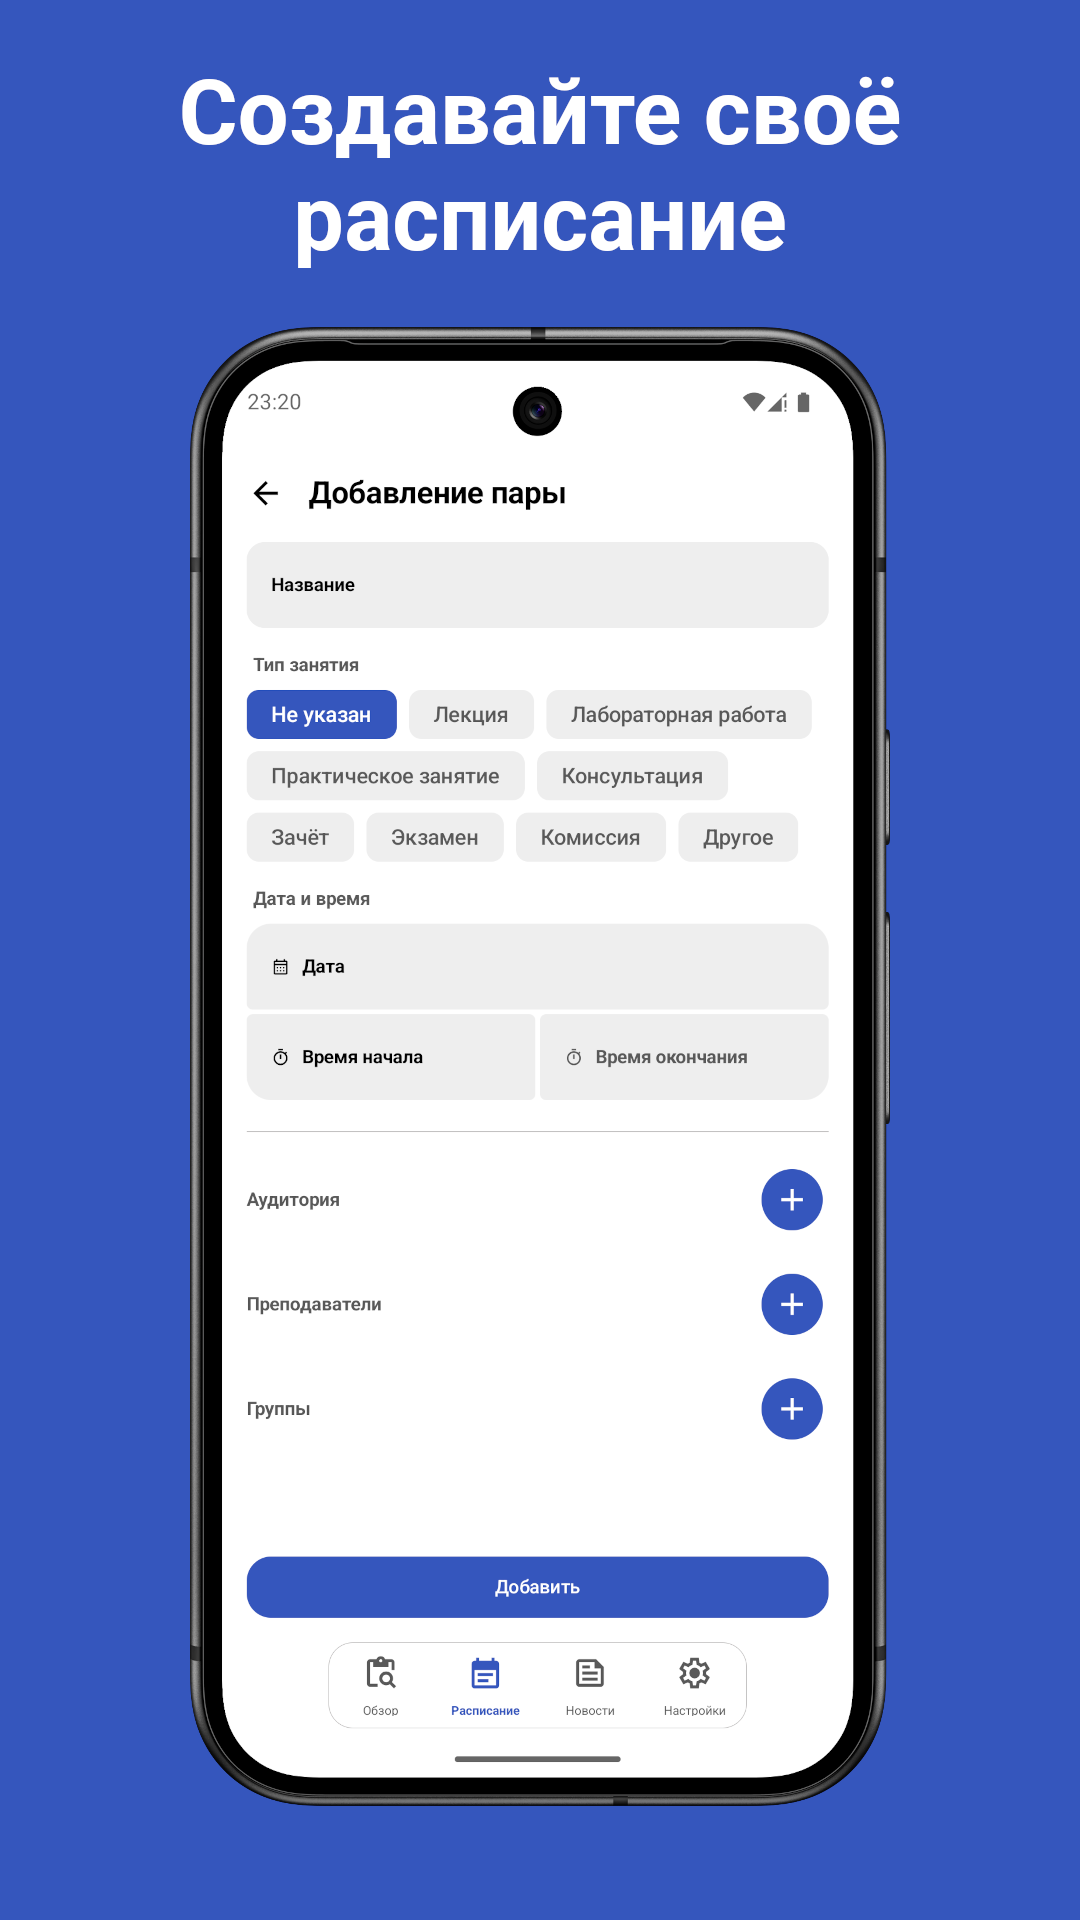 Создавайте своё
расписание
23:20
Добавление пары
Название
Тип занятия
Не указан Лекция Лабораторная работа
Практическое занятие Консультация
Зачёт Экзамен Комиссия Другое
Дата и время
Дата
Время начала Время окончания
Аудитория
Преподаватели
Группы
Добавить
Обзор Расписание Новости Настройки